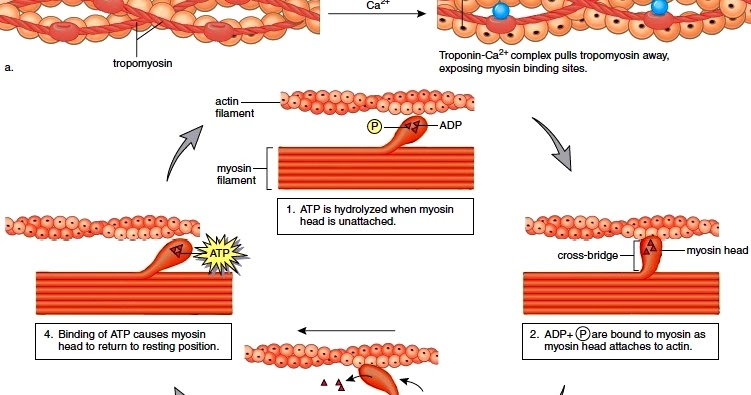 Ca2+
tropomyosin
a.
Troponin-Ca2+ complex pulls tropomyosin away,
exposing myosin binding sites.
actin
filament
P
ADP
myosin
filament
1. ATP is hydrolyzed when myosin
head is unattached.
ATP
cross-bridge
myosin head
4. Binding of ATP causes myosin
head to return to resting position.
2. ADP+ P are bound to myosin as
myosin head attaches to actin.